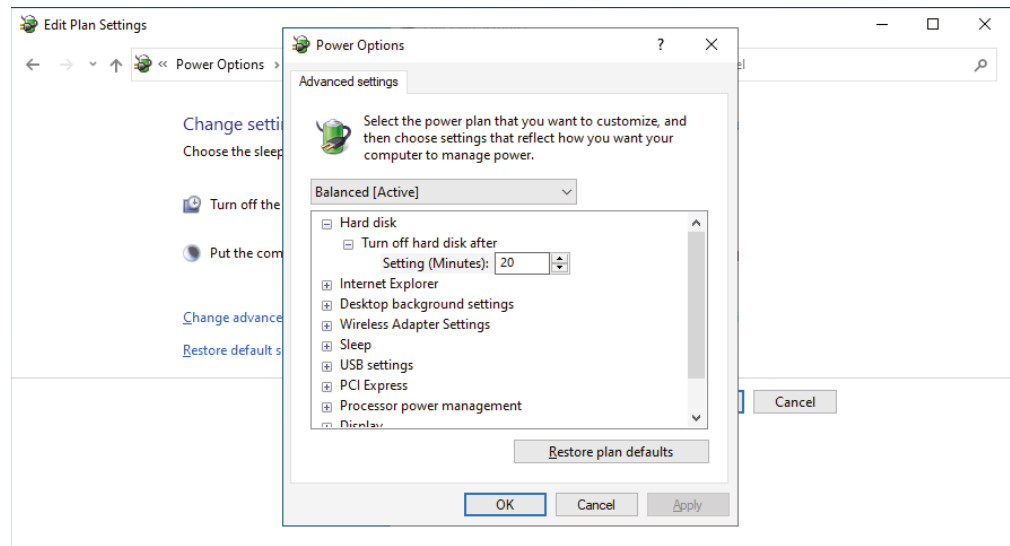 Edit Plan Settings
Power Options
Change setti
Choose the sleep
Turn off the
Put the com
Change advance
Restore default s
Cancel
Power Options
?
Advanced settings
Select the power plan that you want to customize, and
then choose settings that reflect how you want your
computer to manage power.
Balanced [Active]
Hard disk
Turn off hard disk after
Setting (Minutes): 20
Internet Explorer
Desktop background settings
Wireless Adapter Settings
Sleep
USB settings
PCI Express
Processor power management
Display
Restore plan defaults
OK Cancel Apply